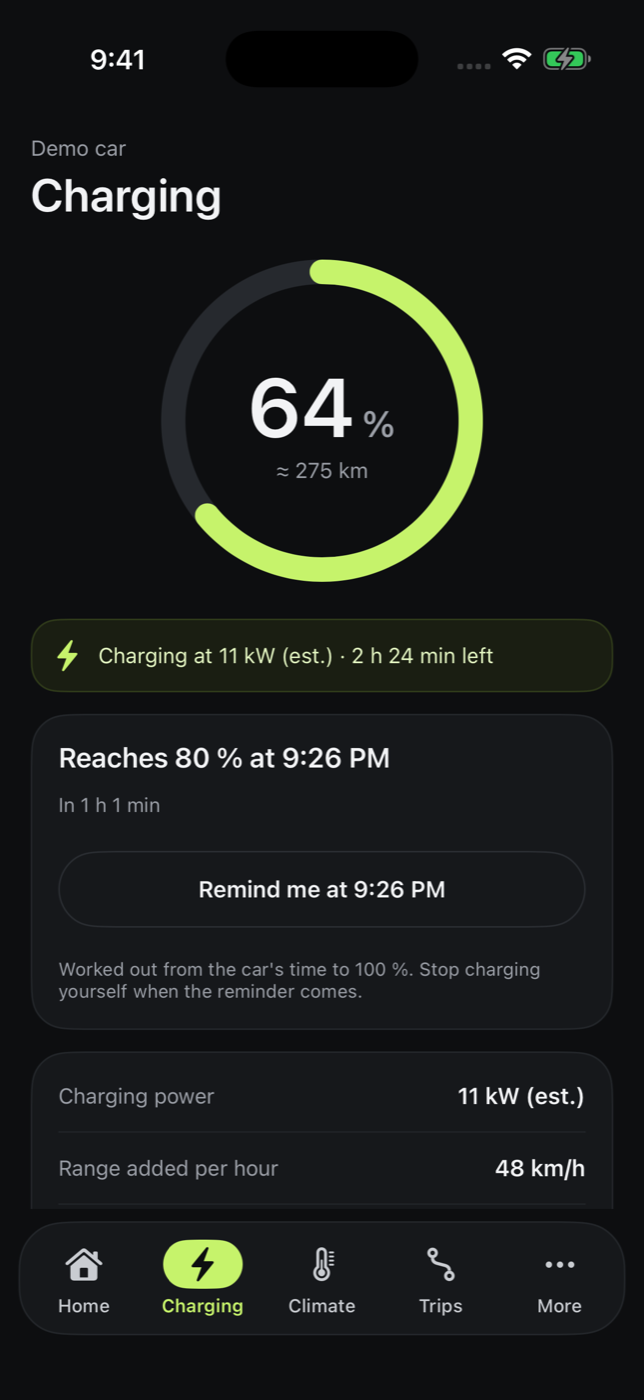 9:41
Demo car
Charging
64 %
≈ 275 km
Charging at 11 kW (est.) · 2 h 24 min left
Reaches 80 % at 9:26 PM
In 1 h 1 min
Remind me at 9:26 PM
Worked out from the car's time to 100 %. Stop charging
yourself when the reminder comes.
Charging power 11 kW (est.)
Range added per hour 48 km/h
Home Charging Climate Trips More